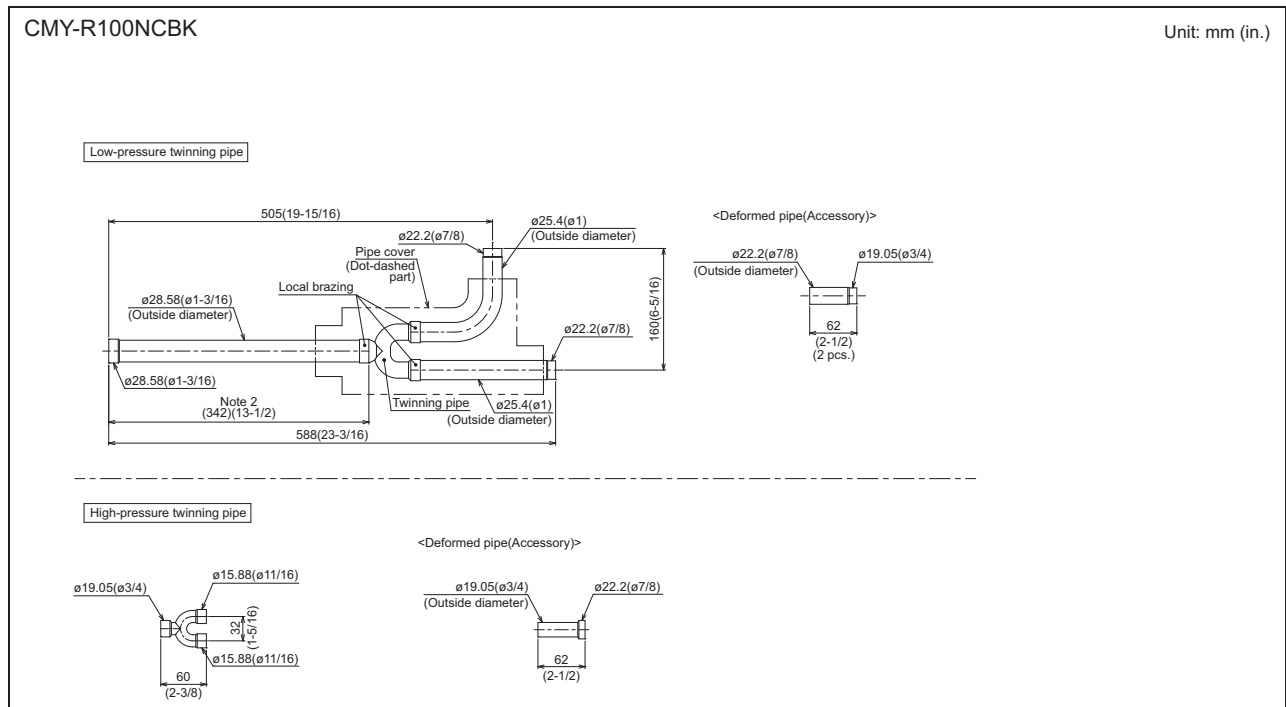 CMY-R100NCBK
Unit: mm (in.)
Low-pressure twinning pipe
505(19-15/16)
ø25.4(ø1)
(Outside diameter)
ø22.2(ø7/8)
Pipe cover
(Dot-dashed
part)
Local brazing
ø28.58(ø1-3/16)
(Outside diameter)
160(6-5/16)
ø22.2(ø7/8)
ø28.58(ø1-3/16)
Note 2
(342)(13-1/2)
Twinning pipe
ø25.4(ø1)
(Outside diameter)
588(23-3/16)
<Deformed pipe(Accessory)>
ø22.2(ø7/8)
(Outside diameter)
ø19.05(ø3/4)
62
(2-1/2)
(2 pcs.)
High-pressure twinning pipe
ø19.05(ø3/4)
ø15.88(ø11/16)
32
(1-5/16)
ø15.88(ø11/16)
60
(2-3/8)
<Deformed pipe(Accessory)>
ø19.05(ø3/4)
(Outside diameter)
ø22.2(ø7/8)
62
(2-1/2)